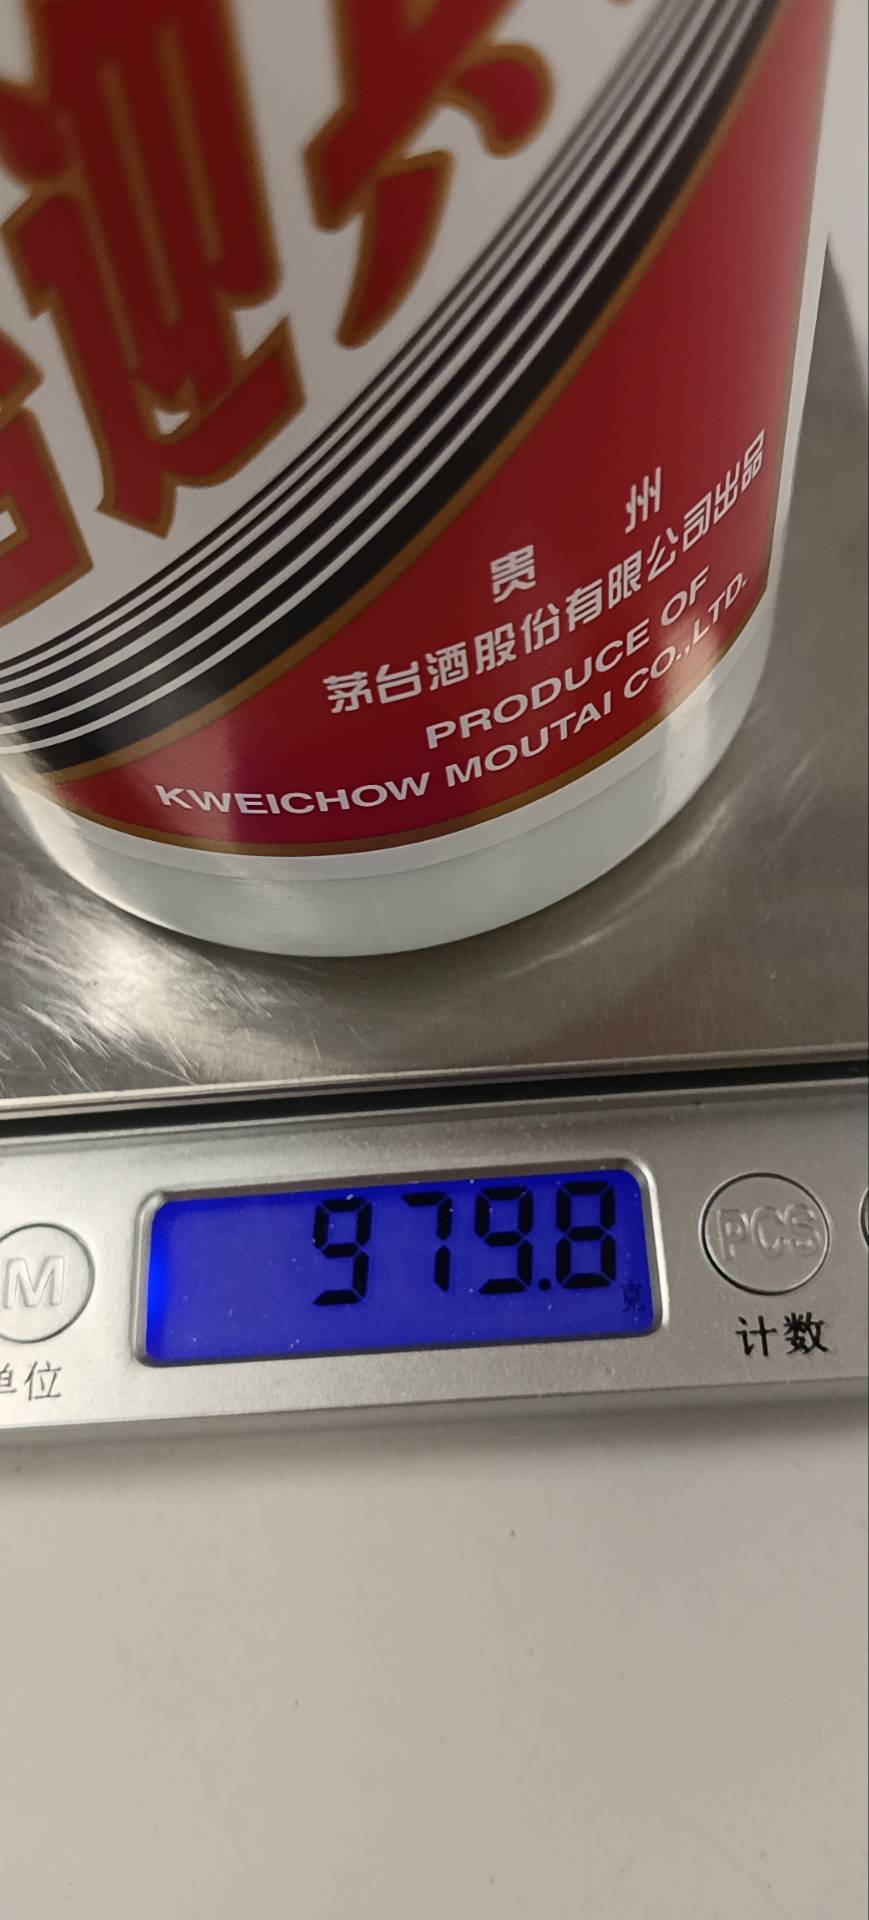 迎
贵 州
茅台酒股份有限公司出品
PRODUCE OF
KWEICHOW MOUTAI CO.,LTD.
979.8
克
M
PCS
单位
计数